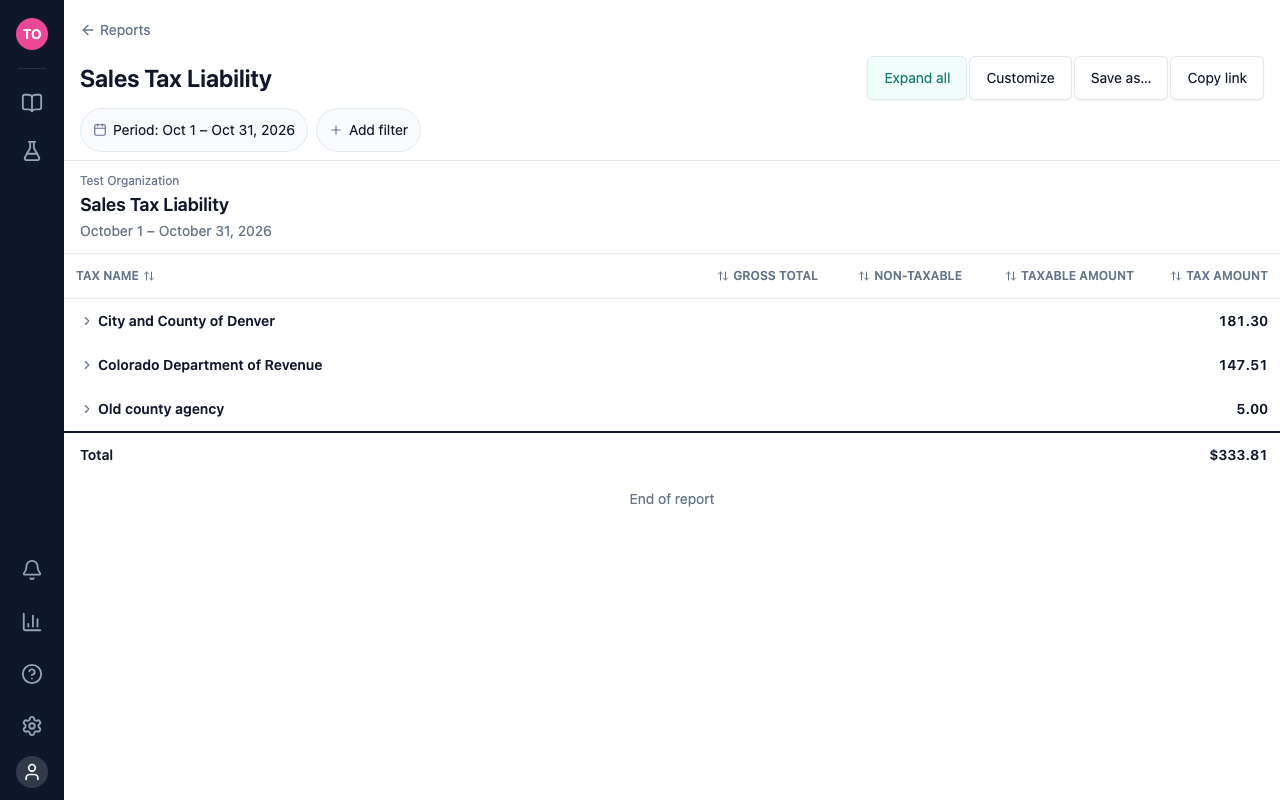 TO
Reports
Sales Tax Liability
Expand all
Customize
Save as...
Copy link
Period: Oct 1 – Oct 31, 2026
Add filter
Test Organization
Sales Tax Liability
October 1 – October 31, 2026
TAX NAME GROSS TOTAL NON-TAXABLE TAXABLE AMOUNT TAX AMOUNT
City and County of Denver 181.30
Colorado Department of Revenue 147.51
Old county agency 5.00
Total $333.81
End of report